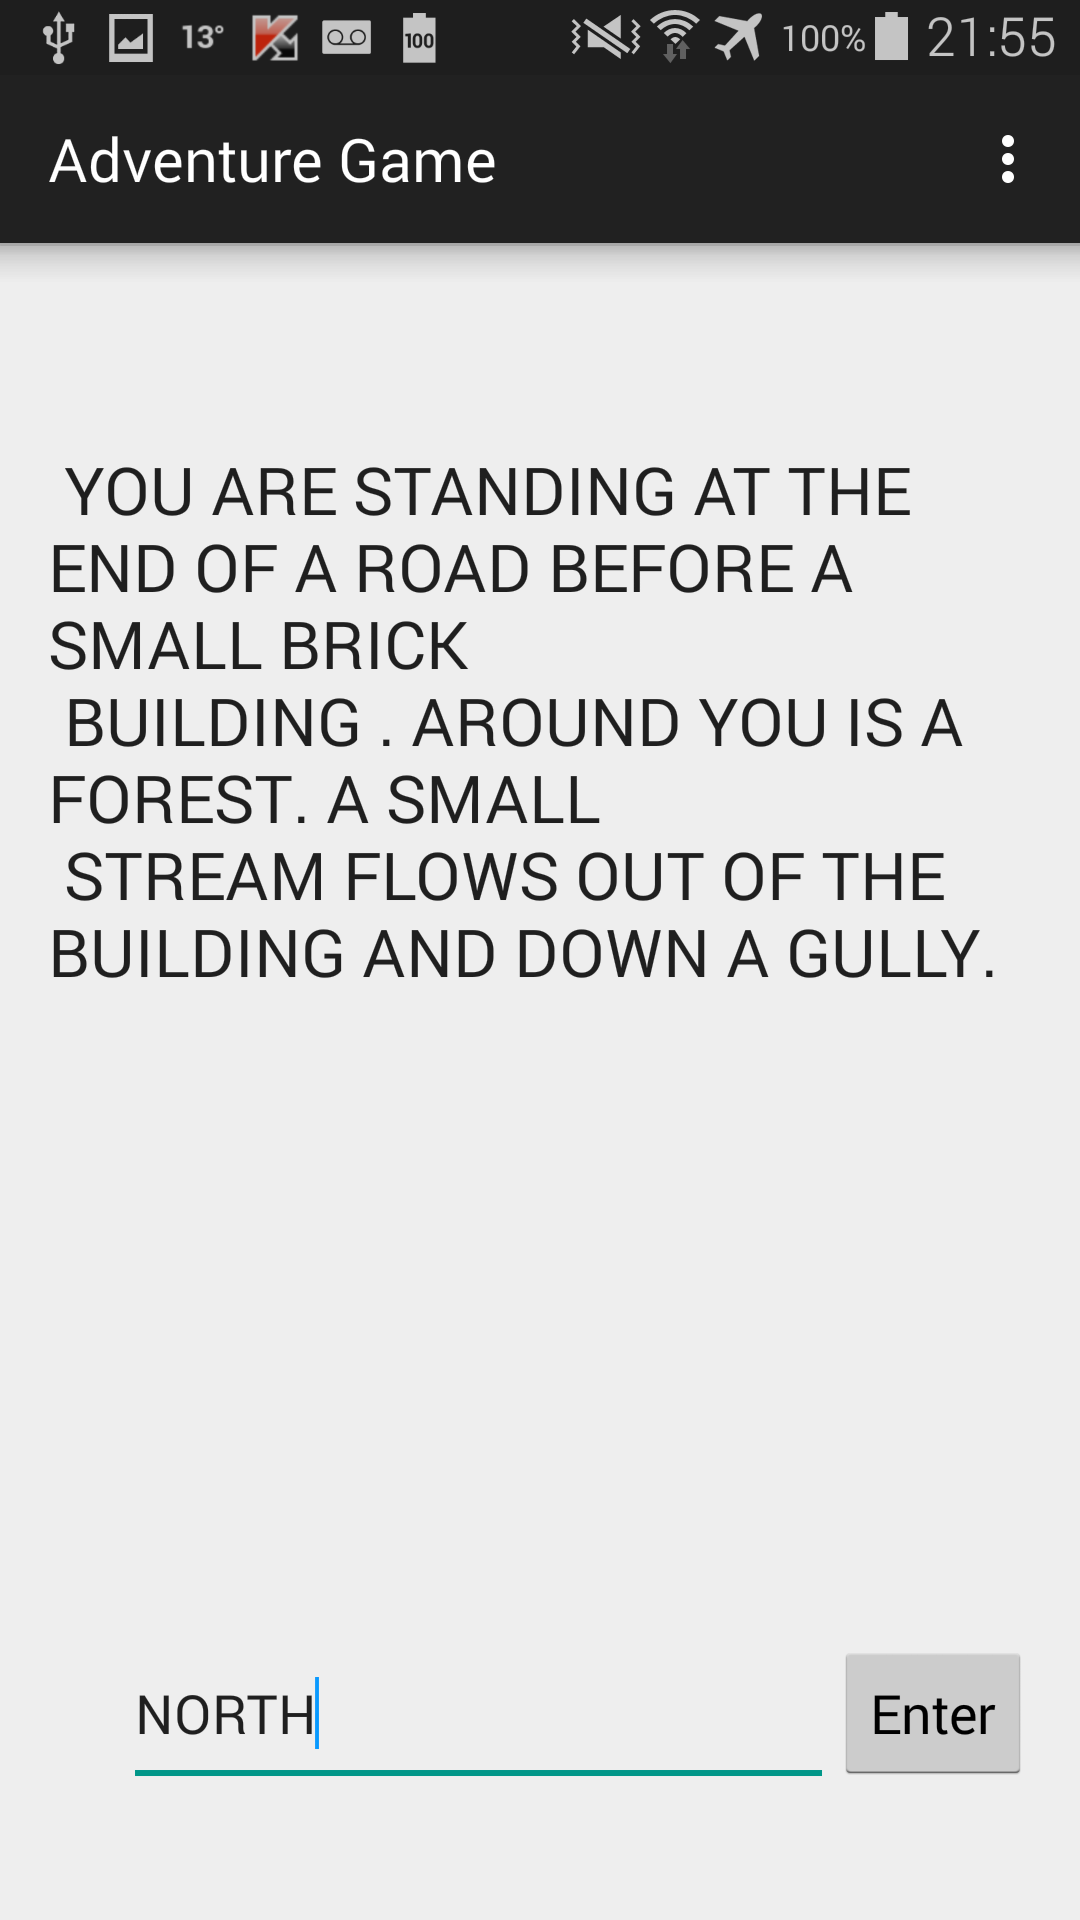 13° 100 100% 21:55
Adventure Game
YOU ARE STANDING AT THE
END OF A ROAD BEFORE A
SMALL BRICK
BUILDING . AROUND YOU IS A
FOREST. A SMALL
STREAM FLOWS OUT OF THE
BUILDING AND DOWN A GULLY.
NORTH Enter